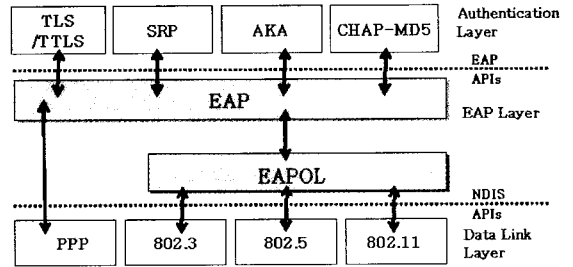 TLS
/TTLS
SRP
AKA
CHAP-MD5
Authentication
Layer
EAP
APIs
EAP
EAP Layer
EAPOL
NDIS
APIs
PPP
802.3
802.5
802.11
Data Link
Layer